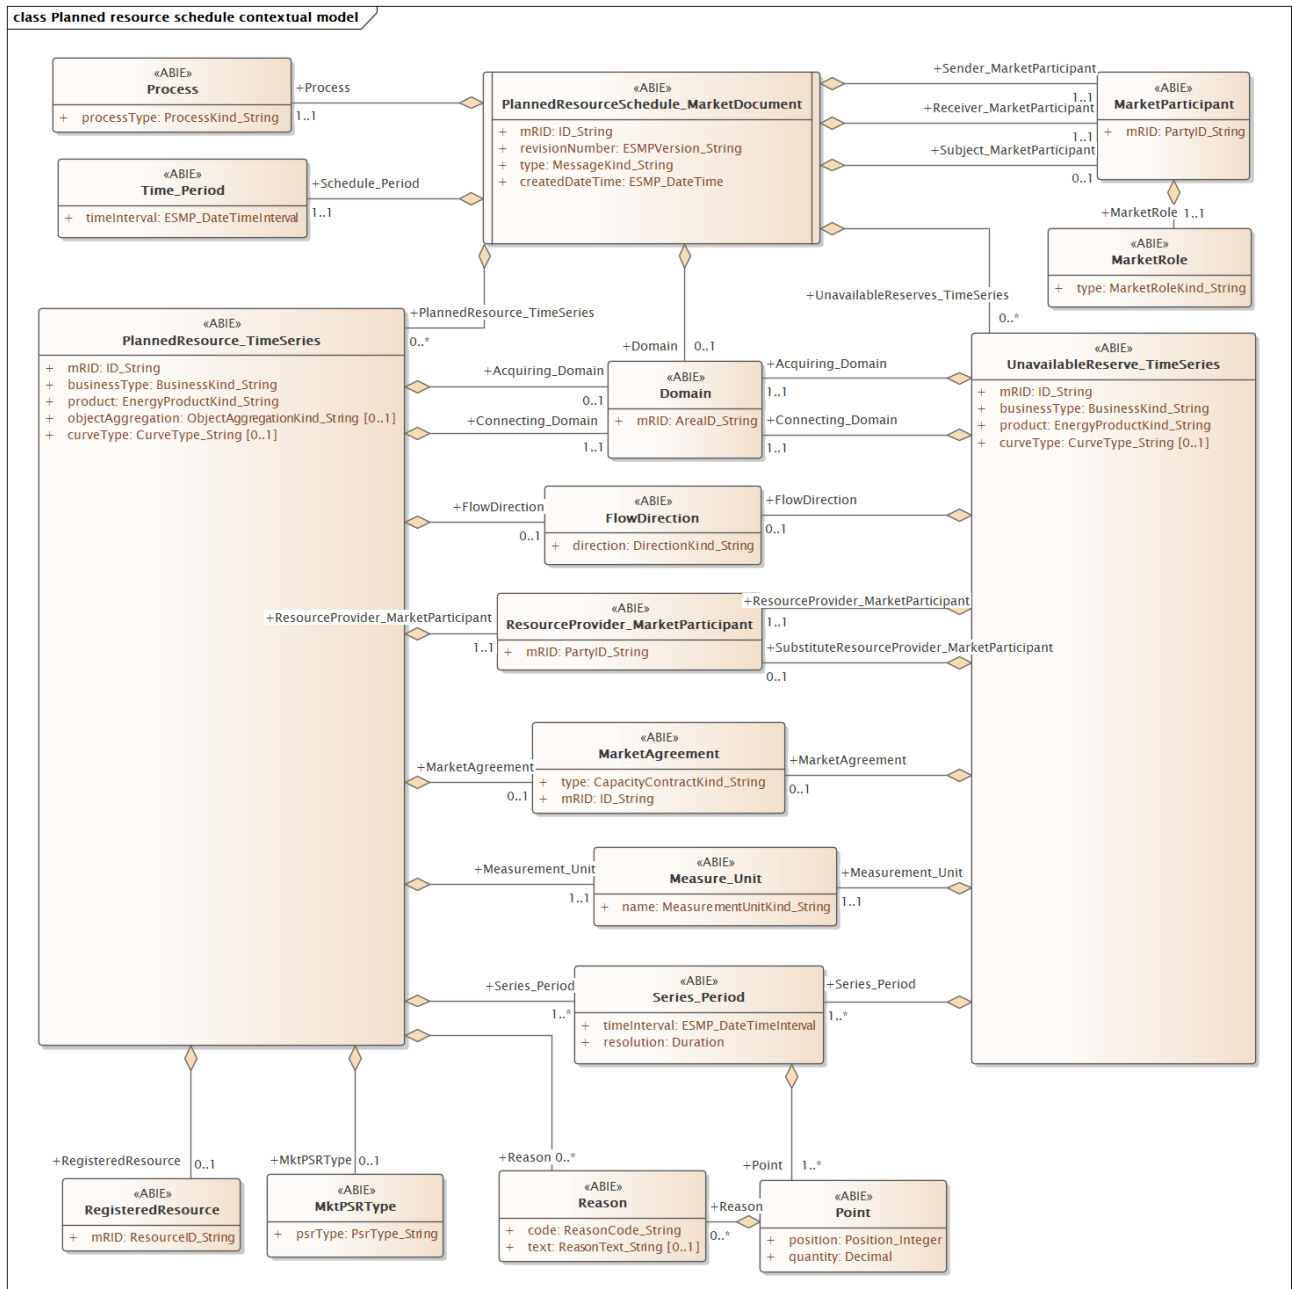 class Planned resource schedule contextual model
«ABIE»
Process
+ processType: ProcessKind_String
+Process
1..1
«ABIE»
Time_Period
+ timeInterval: ESMP_DateTimeInterval
+Schedule_Period
1..1
«ABIE»
PlannedResourceSchedule_MarketDocument
+ mRID: ID_String
+ revisionNumber: ESMPVersion_String
+ type: MessageKind_String
+ createdDateTime: ESMP_DateTime
+Sender_MarketParticipant
1..1
+Receiver_MarketParticipant
1..1
+Subject_MarketParticipant
0..1
«ABIE»
MarketParticipant
+ mRID: PartyID_String
+MarketRole 1..1
«ABIE»
MarketRole
+ type: MarketRoleKind_String
+UnavailableReserves_TimeSeries
0..*
+PlannedResource_TimeSeries
0..*
+Domain 0..1
«ABIE»
PlannedResource_TimeSeries
+ mRID: ID_String
+ businessType: BusinessKind_String
+ product: EnergyProductKind_String
+ objectAggregation: ObjectAggregationKind_String [0..1]
+ curveType: CurveType_String [0..1]
+Acquiring_Domain
0..1
+Connecting_Domain
1..1
«ABIE»
Domain
+ mRID: AreaID_String
+Acquiring_Domain
1..1
+Connecting_Domain
1..1
«ABIE»
UnavailableReserve_TimeSeries
+ mRID: ID_String
+ businessType: BusinessKind_String
+ product: EnergyProductKind_String
+ curveType: CurveType_String [0..1]
+FlowDirection
0..1
«ABIE»
FlowDirection
+ direction: DirectionKind_String
+FlowDirection
0..1
+ResourceProvider_MarketParticipant
1..1
«ABIE»
ResourceProvider_MarketParticipant
+ mRID: PartyID_String
+ResourceProvider_MarketParticipant
1..1
+SubstituteResourceProvider_MarketParticipant
0..1
+MarketAgreement
0..1
«ABIE»
MarketAgreement
+ type: CapacityContractKind_String
+ mRID: ID_String
+MarketAgreement
0..1
+Measurement_Unit
1..1
«ABIE»
Measure_Unit
+ name: MeasurementUnitKind_String
+Measurement_Unit
1..1
+Series_Period
1..*
«ABIE»
Series_Period
+ timeInterval: ESMP_DateTimeInterval
+ resolution: Duration
+Series_Period
1..*
+RegisteredResource 0..1
«ABIE»
RegisteredResource
+ mRID: ResourceID_String
+MktPSRType 0..1
«ABIE»
MktPSRType
+ psrType: PsrType_String
+Reason 0..*
«ABIE»
Reason
+ code: ReasonCode_String
+ text: ReasonText_String [0..1]
+Reason
0..*
+Point 1..*
«ABIE»
Point
+ position: Position_Integer
+ quantity: Decimal